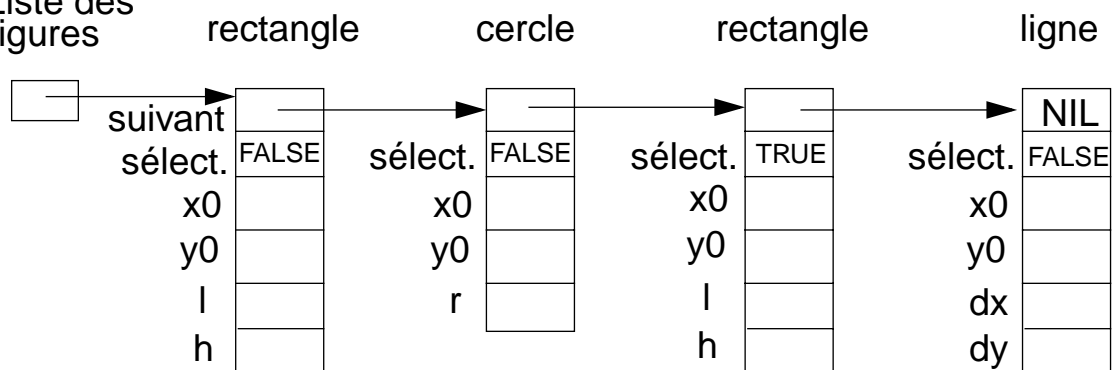 Liste des
figures
rectangle cercle rectangle ligne
suivant NIL
sélect. FALSE sélect. FALSE sélect. TRUE sélect. FALSE
x0 x0 x0 x0
y0 y0 y0 y0
l r l dx
h h dy